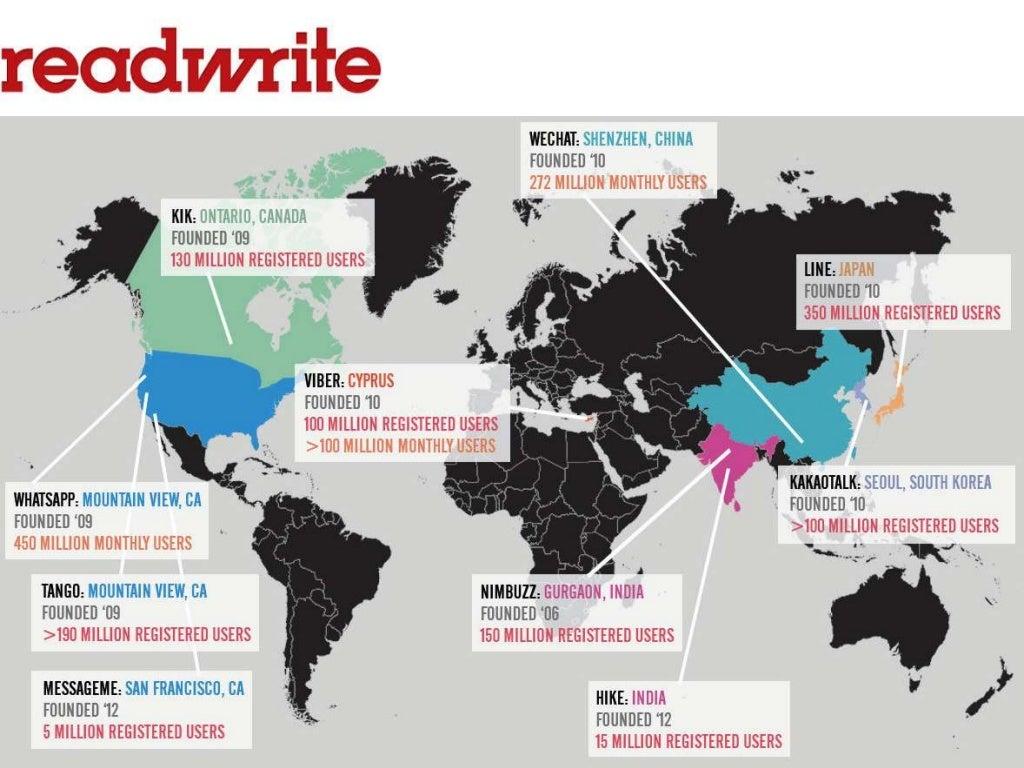 readwrite
WECHAT: SHENZHEN, CHINA
FOUNDED ‘10
272 MILLION MONTHLY USERS
KIK: ONTARIO, CANADA
FOUNDED ‘09
130 MILLION REGISTERED USERS
LINE: JAPAN
FOUNDED ‘10
350 MILLION REGISTERED USERS
VIBER: CYPRUS
FOUNDED ‘10
100 MILLION REGISTERED USERS
>100 MILLION MONTHLY USERS
WHATSAPP: MOUNTAIN VIEW, CA
FOUNDED ‘09
450 MILLION MONTHLY USERS
KAKAOTALK: SEOUL, SOUTH KOREA
FOUNDED ‘10
>100 MILLION REGISTERED USERS
TANGO: MOUNTAIN VIEW, CA
FOUNDED ‘09
>190 MILLION REGISTERED USERS
NIMBUZZ: GURGAON, INDIA
FOUNDED ‘06
150 MILLION REGISTERED USERS
MESSAGEME: SAN FRANCISCO, CA
FOUNDED ‘12
5 MILLION REGISTERED USERS
HIKE: INDIA
FOUNDED ‘12
15 MILLION REGISTERED USERS